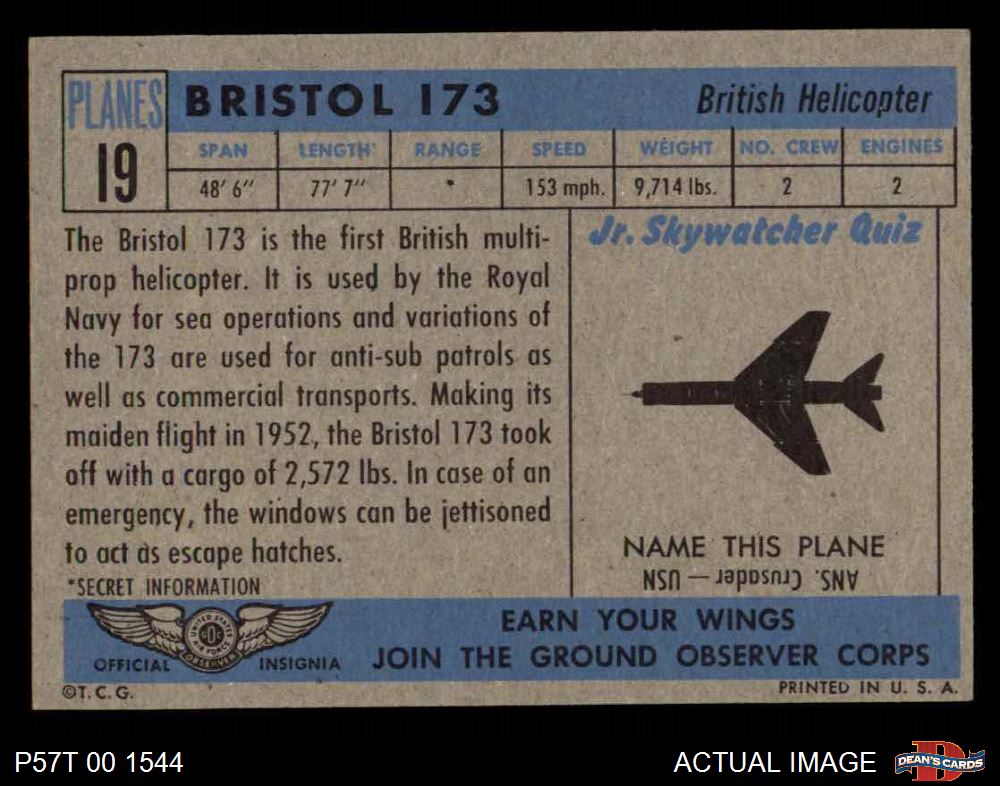 PLANES
19
BRISTOL 173 British Helicopter
SPAN LENGTH RANGE SPEED WEIGHT NO. CREW ENGINES
48' 6" 77' 7" * 153 mph. 9,714 lbs. 2 2
The Bristol 173 is the first British multi-
prop helicopter. It is used by the Royal
Navy for sea operations and variations of
the 173 are used for anti-sub patrols as
well as commercial transports. Making its
maiden flight in 1952, the Bristol 173 took
off with a cargo of 2,572 lbs. In case of an
emergency, the windows can be jettisoned
to act as escape hatches.
*SECRET INFORMATION
Jr. Skywatcher Quiz
NAME THIS PLANE
ANS. Crusader — USN
UNITED STATES
GOC
AIR FORCE
OBSERVER
OFFICIAL INSIGNIA
EARN YOUR WINGS
JOIN THE GROUND OBSERVER CORPS
©T.C.G.
PRINTED IN U. S. A.
P57T 00 1544
ACTUAL IMAGE
D
DEAN'S CARDS